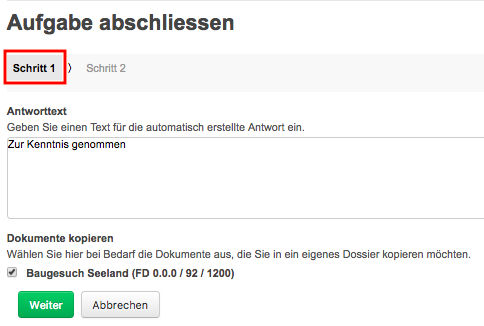 Aufgabe abschliessen
Schritt 1 ⟩ Schritt 2
Antworttext
Geben Sie einen Text für die automatisch erstellte Antwort ein.
Zur Kenntnis genommen
Dokumente kopieren
Wählen Sie hier bei Bedarf die Dokumente aus, die Sie in ein eigenes Dossier kopieren möchten.
Baugesuch Seeland (FD 0.0.0 / 92 / 1200)
Weiter Abbrechen